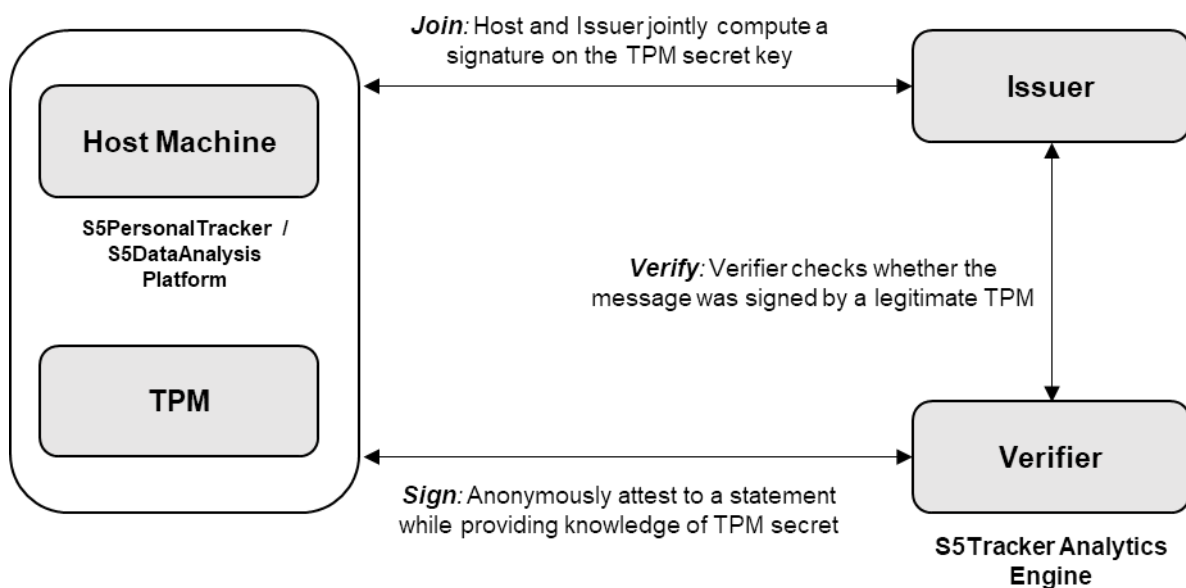 Join: Host and Issuer jointly compute a
signature on the TPM secret key
Issuer
Host Machine
S5PersonalTracker /
S5DataAnalysis
Platform
Verify: Verifier checks whether the
message was signed by a legitimate TPM
TPM
Verifier
Sign: Anonymously attest to a statement
while providing knowledge of TPM secret
S5Tracker Analytics
Engine